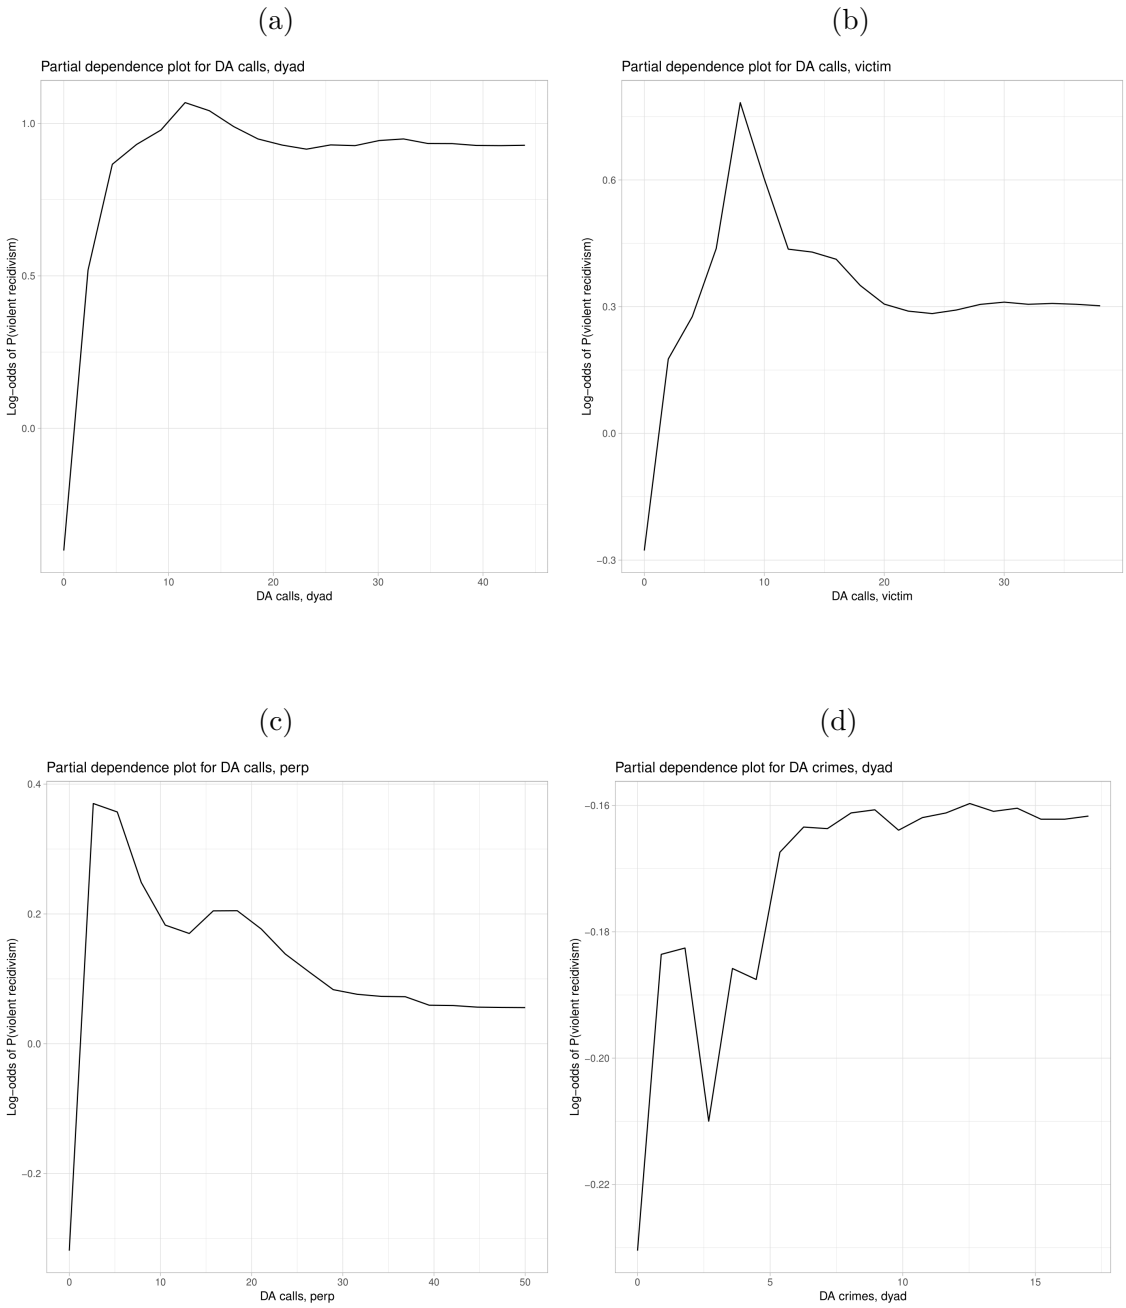 (a)
Partial dependence plot for DA calls, dyad
Log−odds of P(violent recidivism)
1.0
0.5
0.0
0 10 20 30 40
DA calls, dyad
(b)
Partial dependence plot for DA calls, victim
Log−odds of P(violent recidivism)
0.6
0.3
0.0
−0.3
0 10 20 30
DA calls, victim
(c)
Partial dependence plot for DA calls, perp
Log−odds of P(violent recidivism)
0.4
0.2
0.0
−0.2
0 10 20 30 40 50
DA calls, perp
(d)
Partial dependence plot for DA crimes, dyad
Log−odds of P(violent recidivism)
−0.16
−0.18
−0.20
−0.22
0 5 10 15
DA crimes, dyad